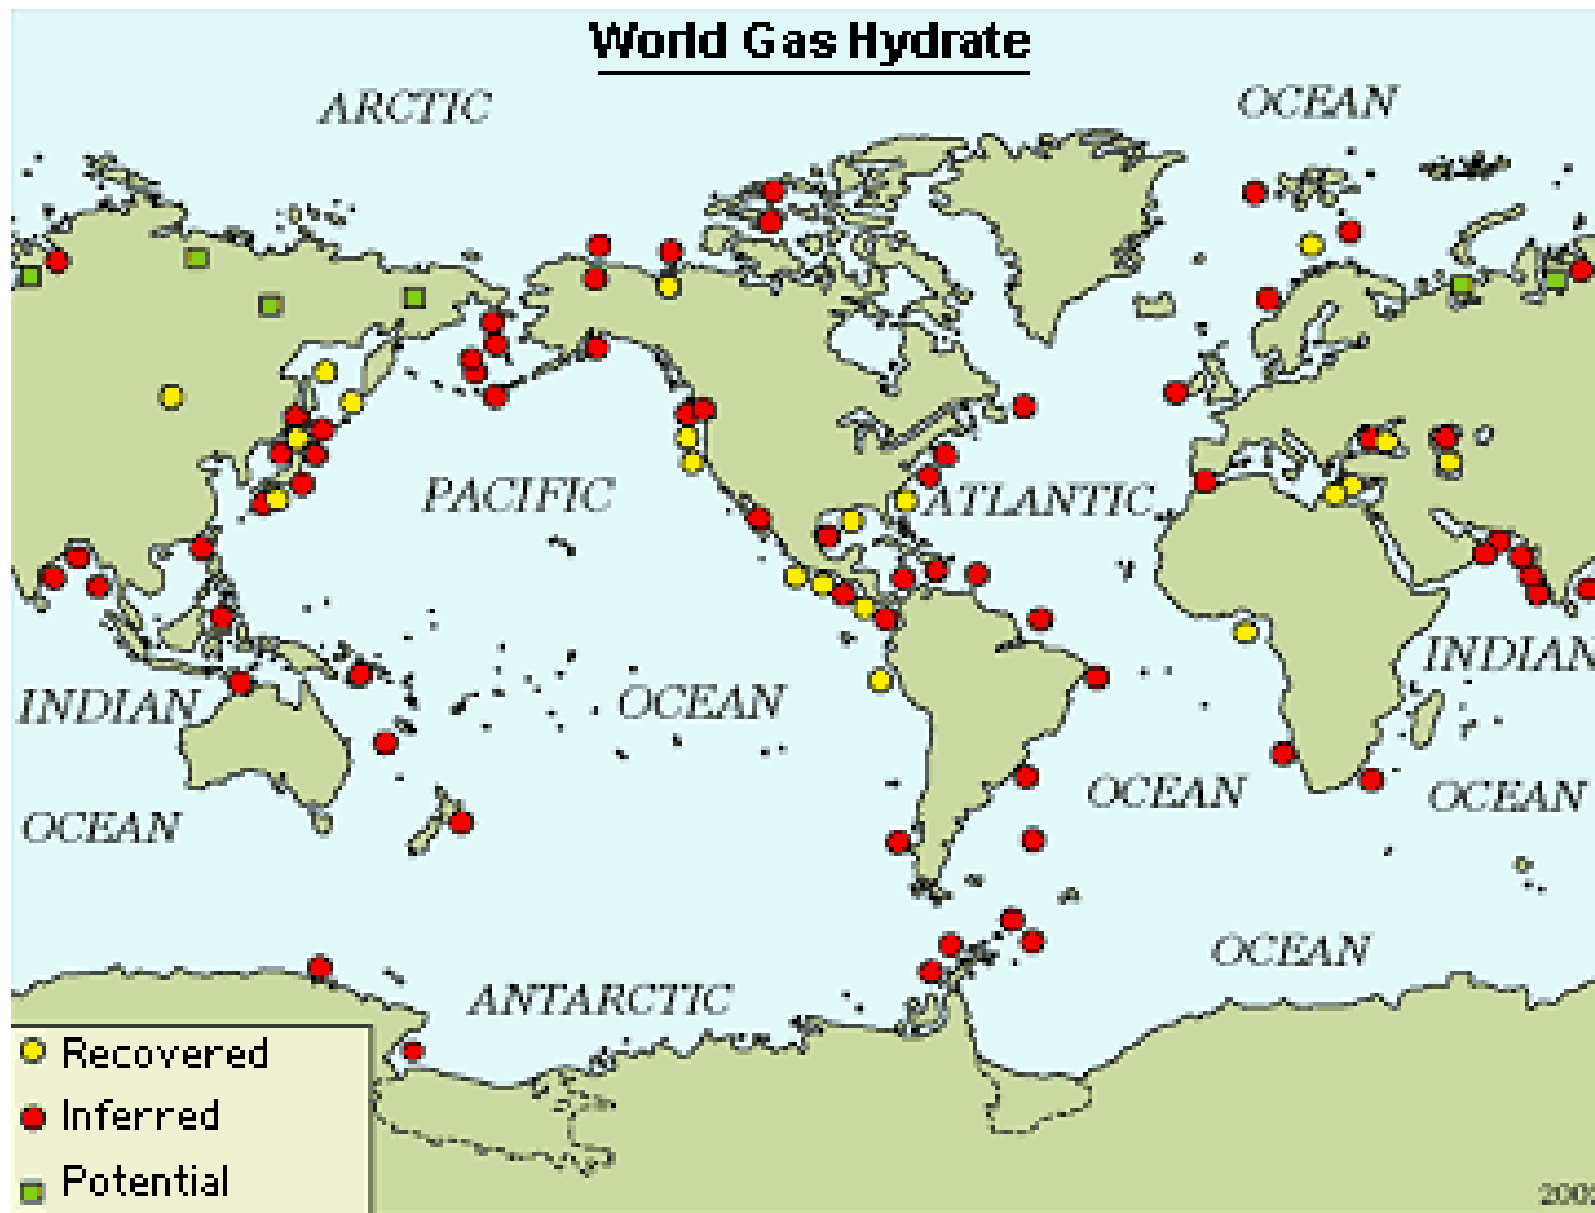 World Gas Hydrate
ARCTIC
OCEAN
PACIFIC
ATLANTIC
INDIAN
INDIAN
OCEAN
OCEAN
OCEAN
OCEAN
OCEAN
ANTARCTIC
Recovered
Inferred
Potential